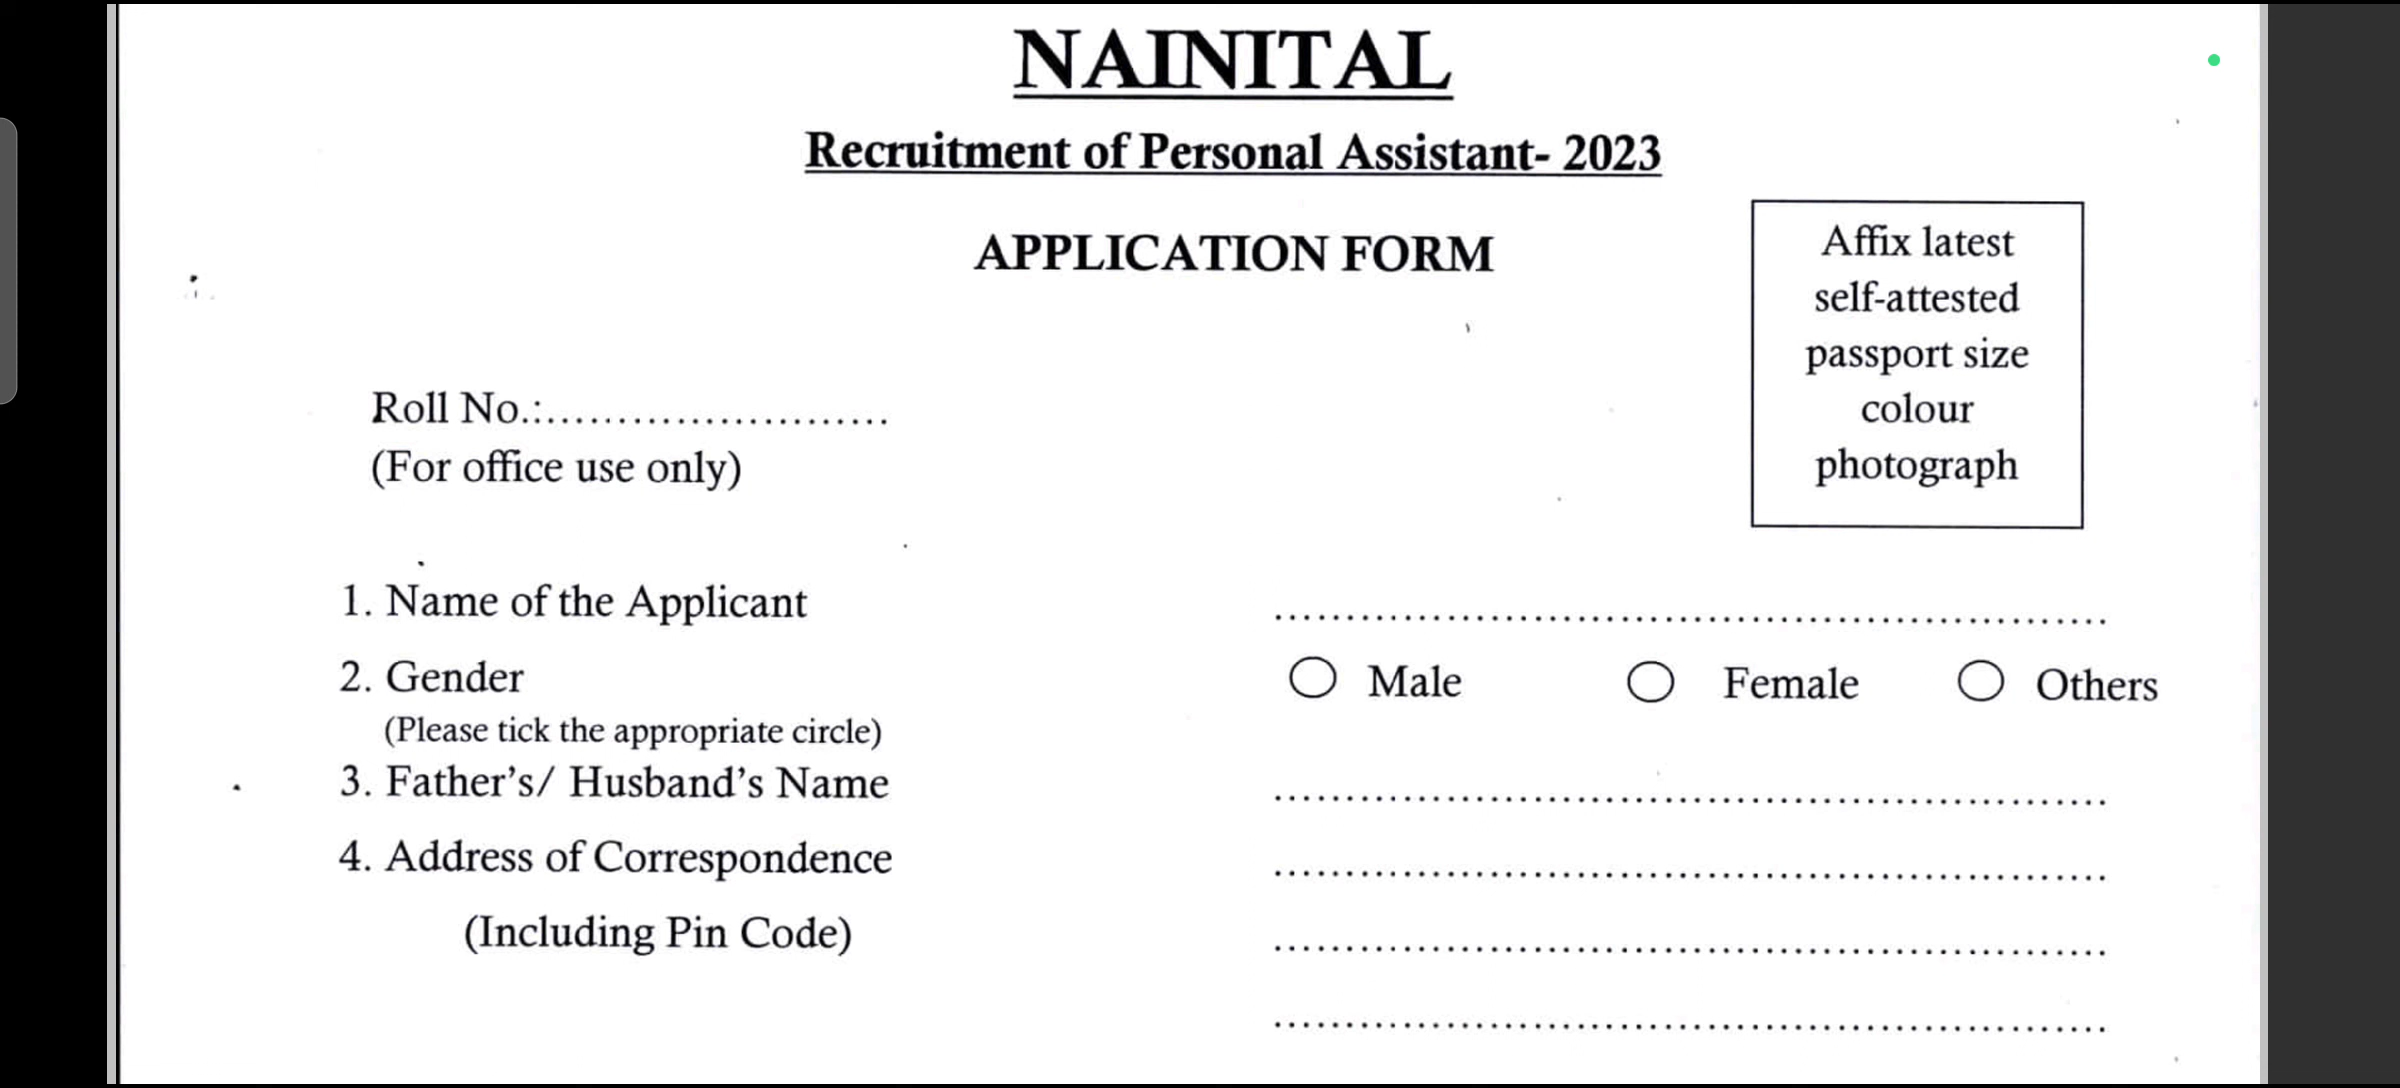 NAINITAL
Recruitment of Personal Assistant- 2023
APPLICATION FORM
Affix latest
self-attested
passport size
colour
photograph
Roll No.:........................
(For office use only)
1. Name of the Applicant ..........................................................
2. Gender ◯ Male ◯ Female ◯ Others
(Please tick the appropriate circle)
3. Father's/ Husband's Name ..........................................................
4. Address of Correspondence ..........................................................
(Including Pin Code) ..........................................................
..........................................................